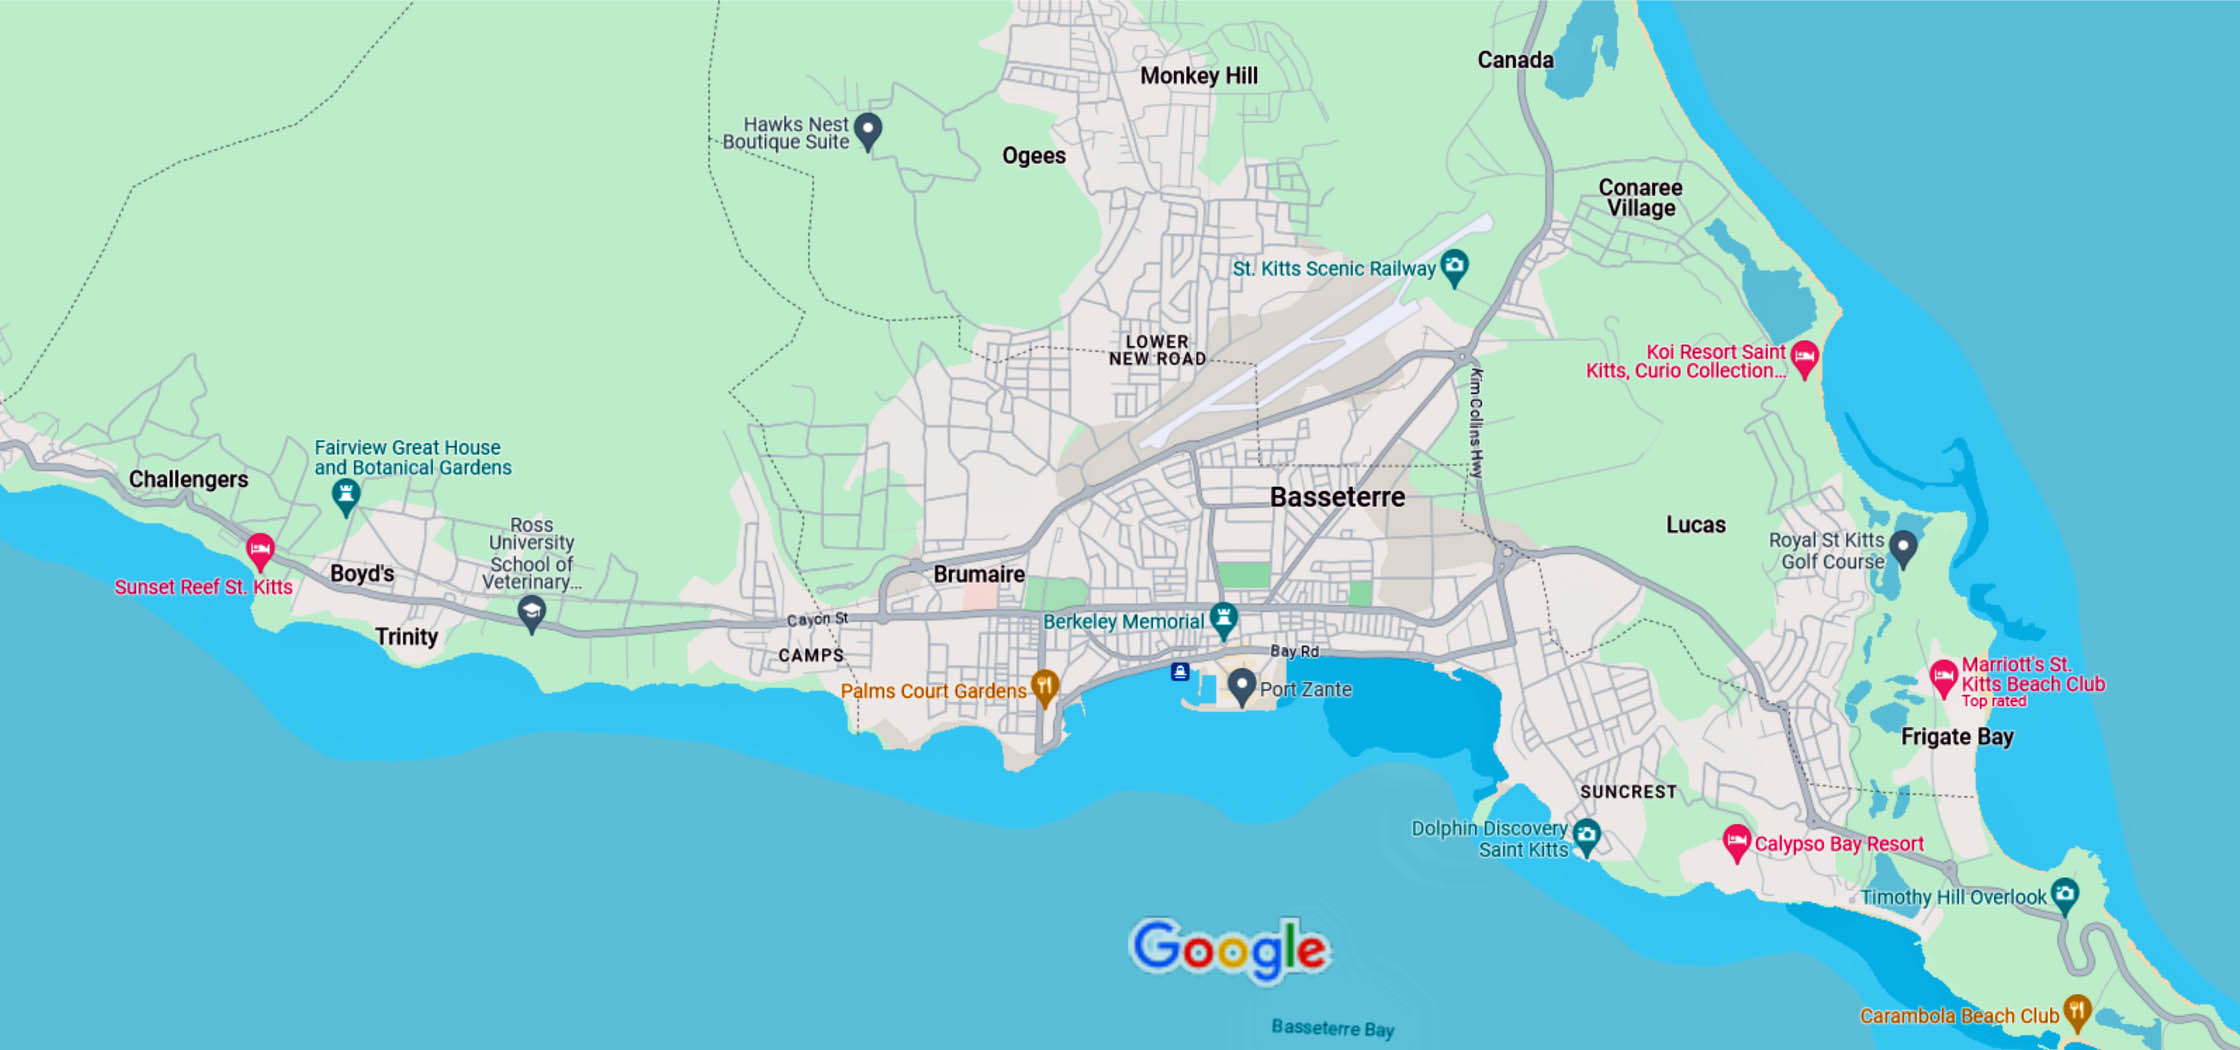 Canada
Monkey Hill
Hawks Nest
Boutique Suite
Ogees
Conaree
Village
St. Kitts Scenic Railway
LOWER
NEW ROAD
Koi Resort Saint
Kitts, Curio Collection...
Kim Collins Hwy
Fairview Great House
and Botanical Gardens
Challengers
Basseterre
Ross
University
School of
Veterinary...
Lucas
Royal St Kitts
Golf Course
Boyd's
Brumaire
Sunset Reef St. Kitts
Cayon St
Berkeley Memorial
Trinity
CAMPS
Bay Rd
Palms Court Gardens
Port Zante
Marriott's St.
Kitts Beach Club
Top rated
Frigate Bay
SUNCREST
Dolphin Discovery
Saint Kitts
Calypso Bay Resort
Timothy Hill Overlook
Google
Carambola Beach Club
Basseterre Bay